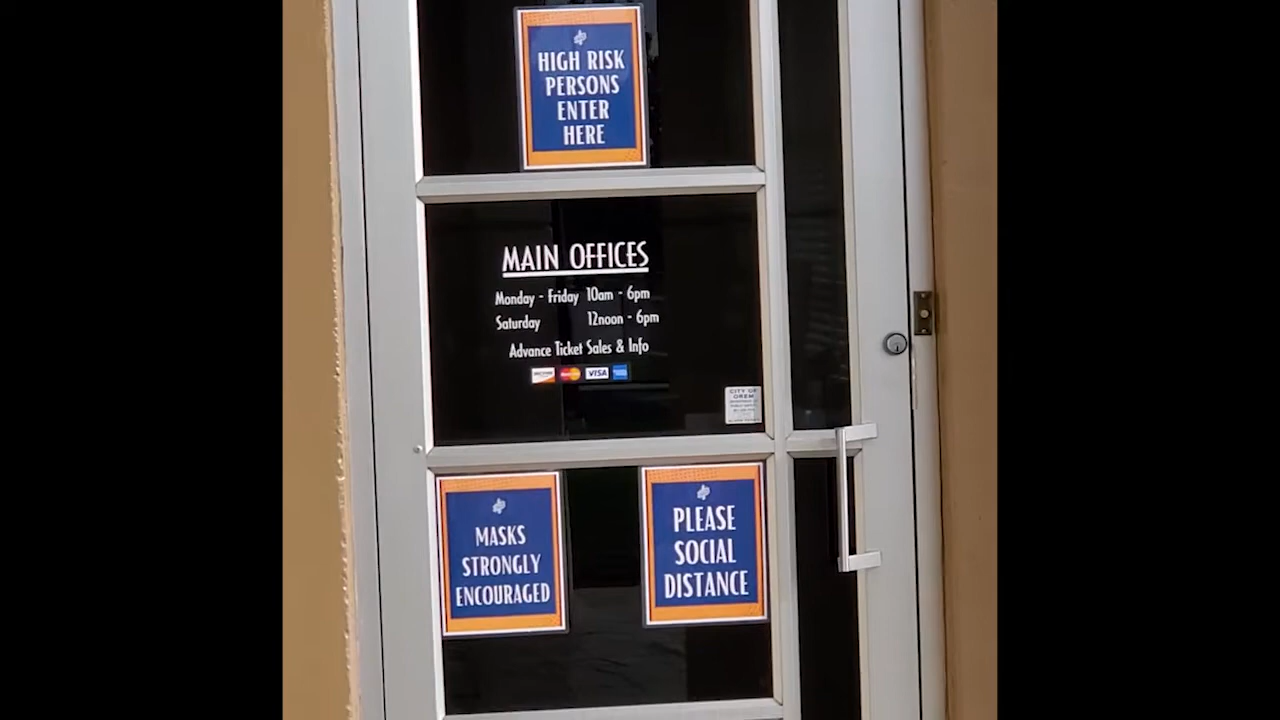 HIGH RISK
PERSONS
ENTER
HERE
MAIN OFFICES
Monday - Friday 10am - 6pm
Saturday 12noon - 6pm
Advance Ticket Sales & Info
VISA
CITY OF
OREM
MASKS
STRONGLY
ENCOURAGED
PLEASE
SOCIAL
DISTANCE